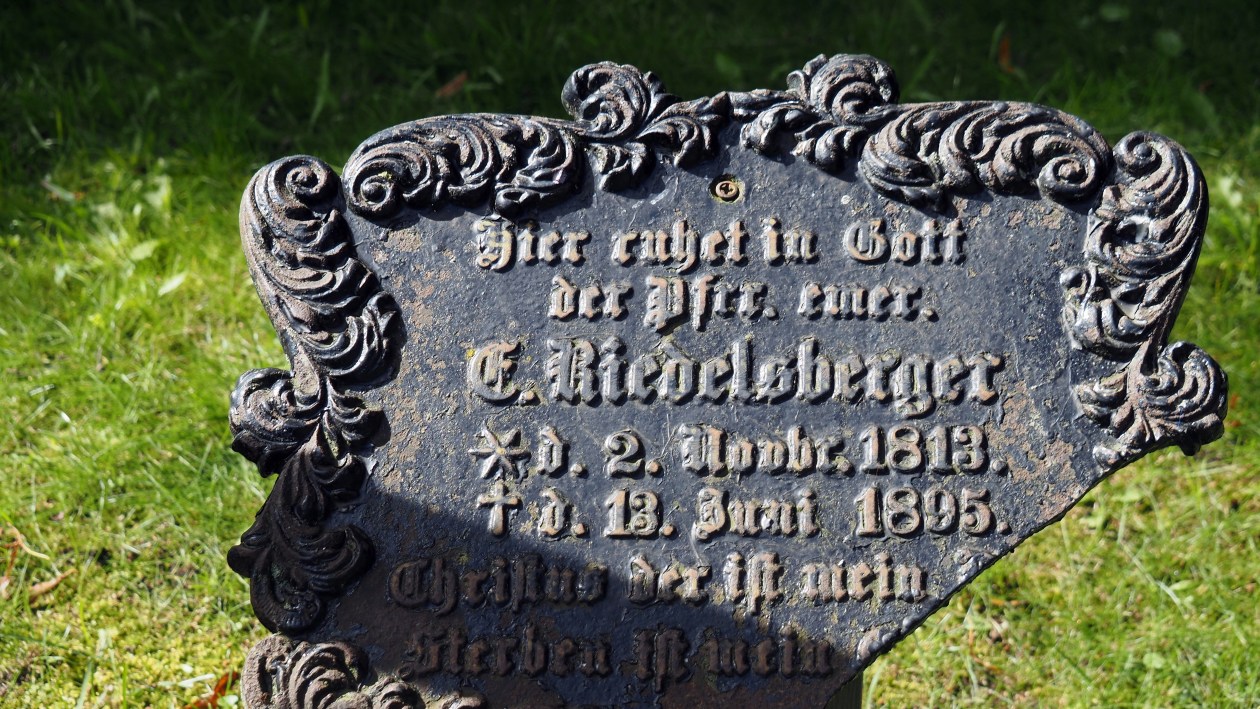 Hier ruhet in Gott
der Pfrr. emer.
E. Riedelsberger
* d. 2. Novbr. 1813.
† d. 13. Juni 1895.
Christus der ist mein
Sterben ist mein